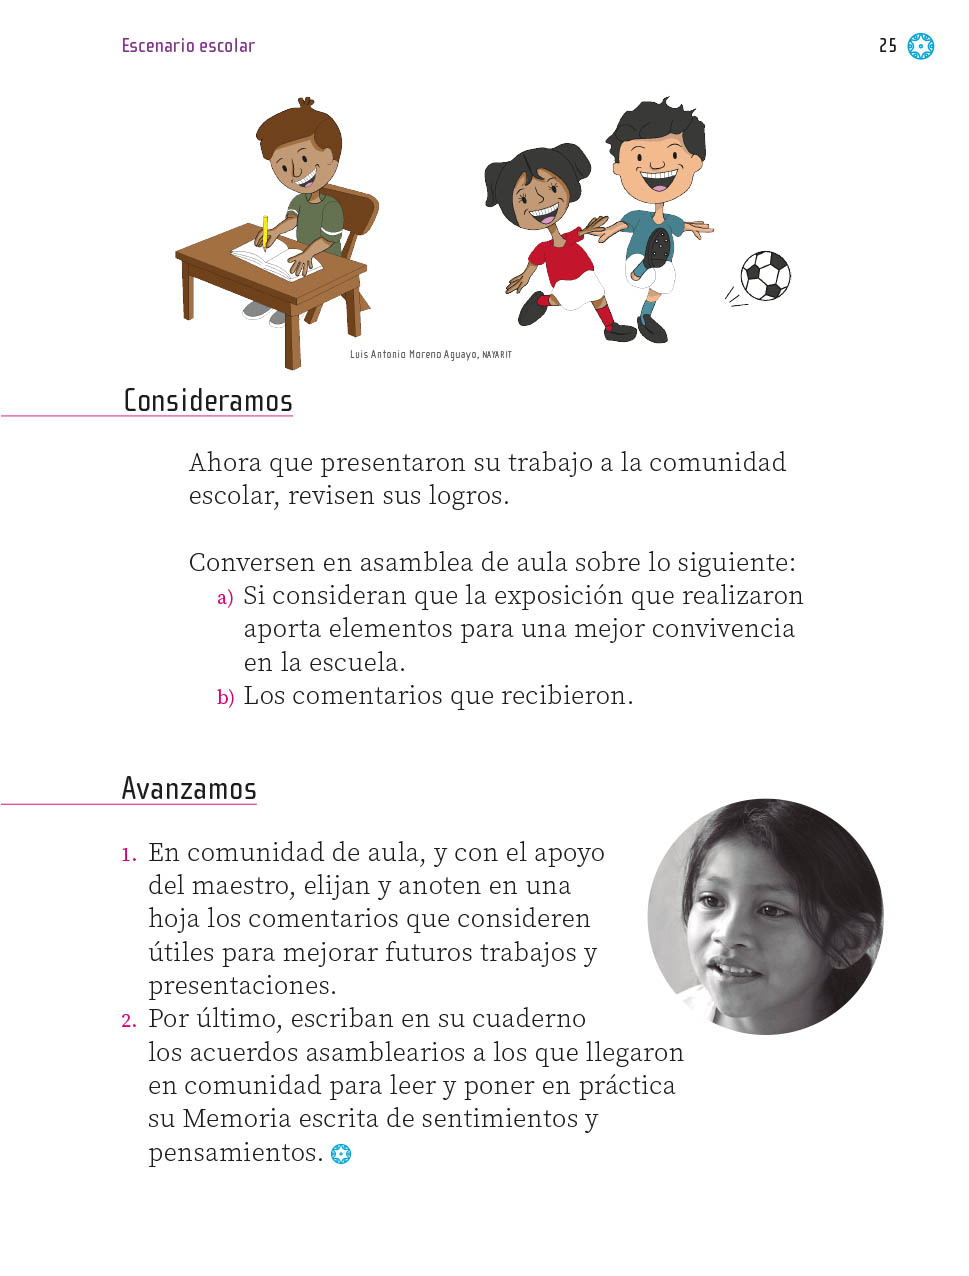 Escenario escolar
25
Luis Antonio Moreno Aguayo, NAYARIT
Consideramos
Ahora que presentaron su trabajo a la comunidad
escolar, revisen sus logros.
Conversen en asamblea de aula sobre lo siguiente:
a) Si consideran que la exposición que realizaron
aporta elementos para una mejor convivencia
en la escuela.
b) Los comentarios que recibieron.
Avanzamos
1. En comunidad de aula, y con el apoyo
del maestro, elijan y anoten en una
hoja los comentarios que consideren
útiles para mejorar futuros trabajos y
presentaciones.
2. Por último, escriban en su cuaderno
los acuerdos asamblearios a los que llegaron
en comunidad para leer y poner en práctica
su Memoria escrita de sentimientos y
pensamientos.